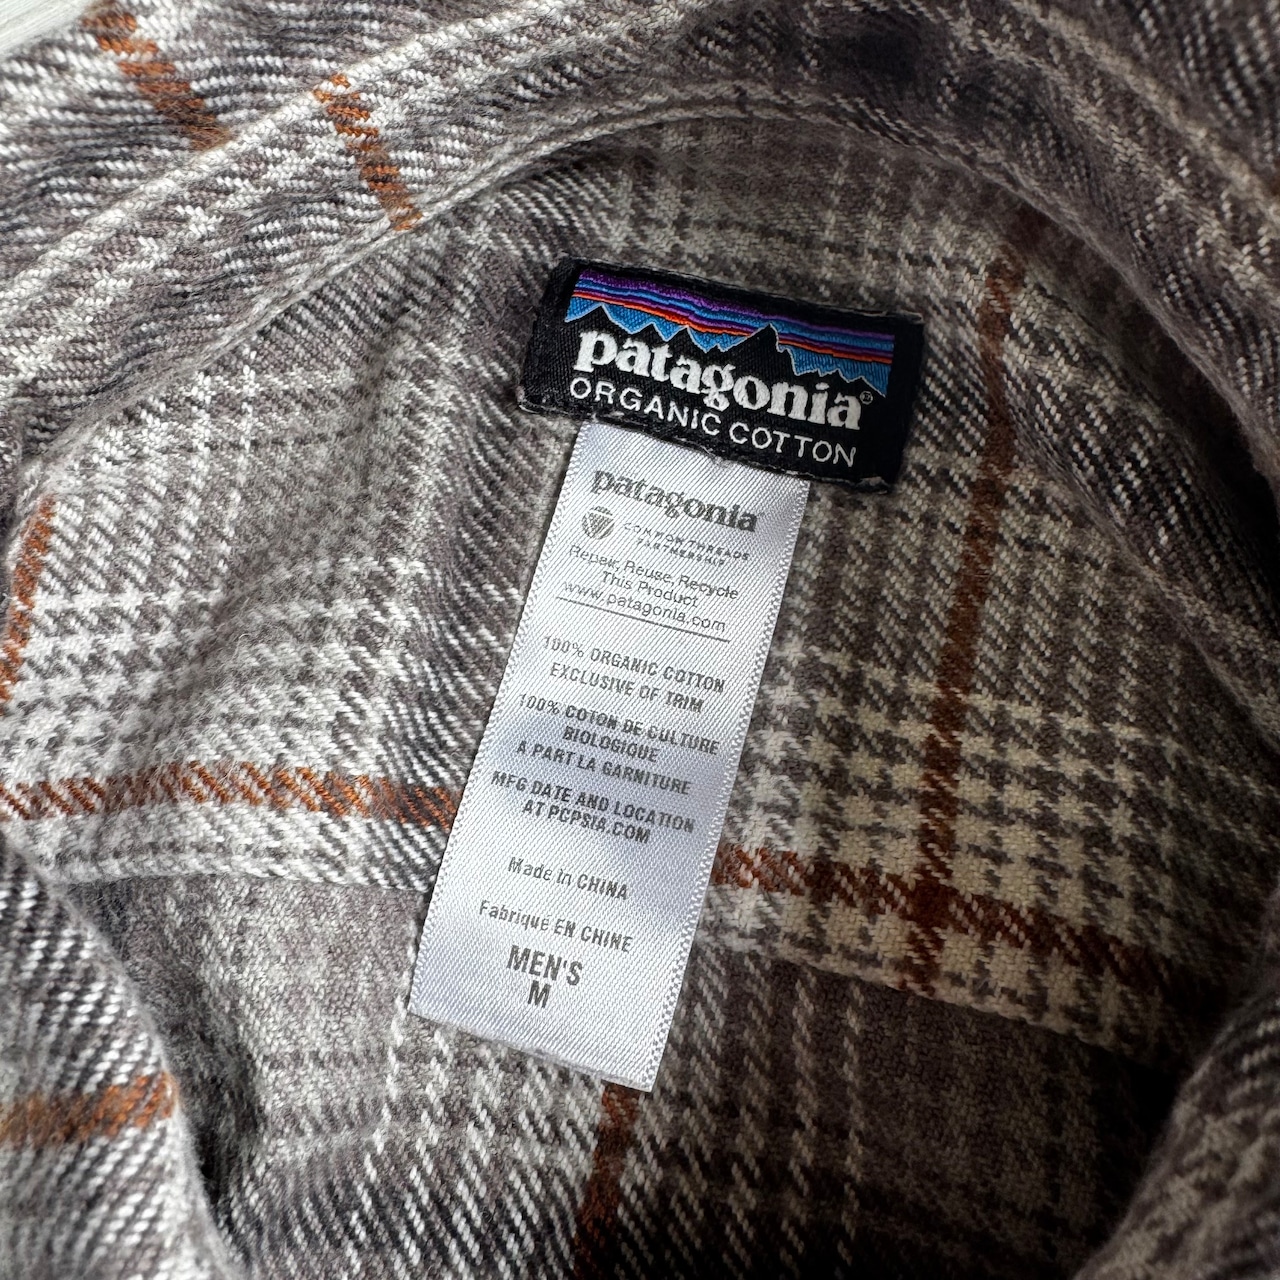 patagonia®
ORGANIC COTTON
patagonia
COMMON THREADS
PARTNERSHIP
Repair, Reuse, Recycle
This Product
www.patagonia.com
100% ORGANIC COTTON
EXCLUSIVE OF TRIM
100% COTON DE CULTURE
BIOLOGIQUE
A PART LA GARNITURE
MFG DATE AND LOCATION
AT PCPSIA.COM
Made in CHINA
Fabriqué EN CHINE
MEN'S
M